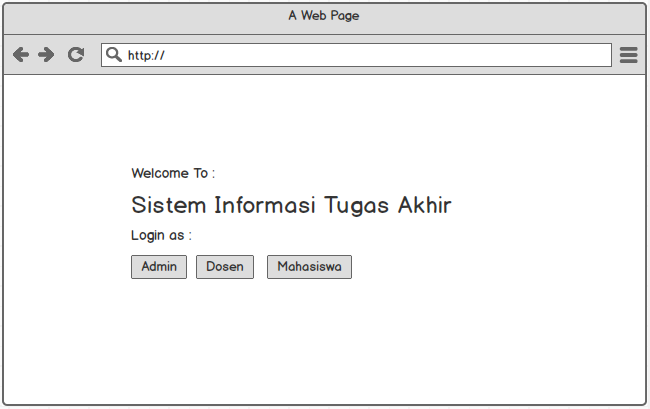 A Web Page
http://
Welcome To :
Sistem Informasi Tugas Akhir
Login as :
Admin Dosen Mahasiswa